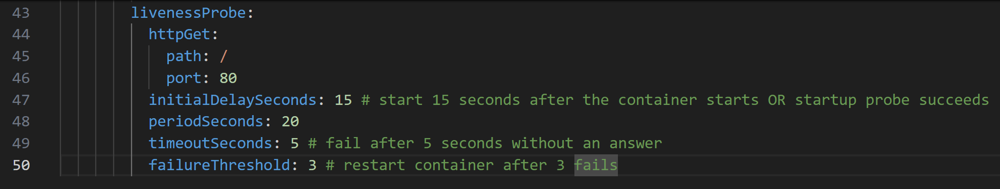 43 livenessProbe:
44 httpGet:
45 path: /
46 port: 80
47 initialDelaySeconds: 15 # start 15 seconds after the container starts OR startup probe succeeds
48 periodSeconds: 20
49 timeoutSeconds: 5 # fail after 5 seconds without an answer
50 failureThreshold: 3 # restart container after 3 fails